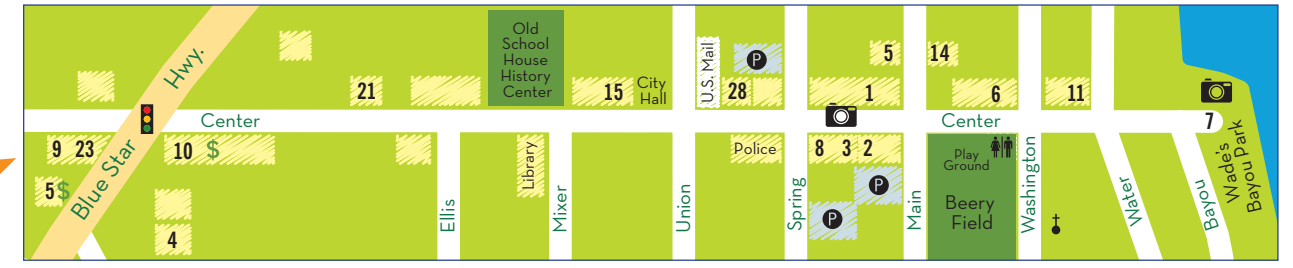 Old
School
House
History
Center
U.S. Mail
P
5
14
21
15
City
Hall
28
1
6
11
Hwy.
Center
Center
7
9
23
10
$
Library
Police
8
3
2
Play
Ground
5
$
Blue Star
P
P
4
Ellis
Mixer
Union
Spring
Main
Beery
Field
Washington
Water
Bayou
Wade's
Bayou Park